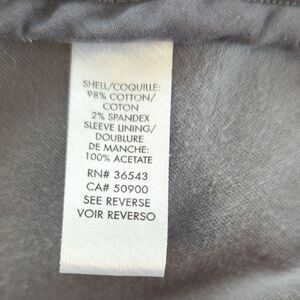 SHELL/COQUILLE:
98% COTTON/
COTON
2% SPANDEX
SLEEVE LINING/
DOUBLURE
DE MANCHE:
100% ACETATE
RN# 36543
CA# 50900
SEE REVERSE
VOIR REVERSO